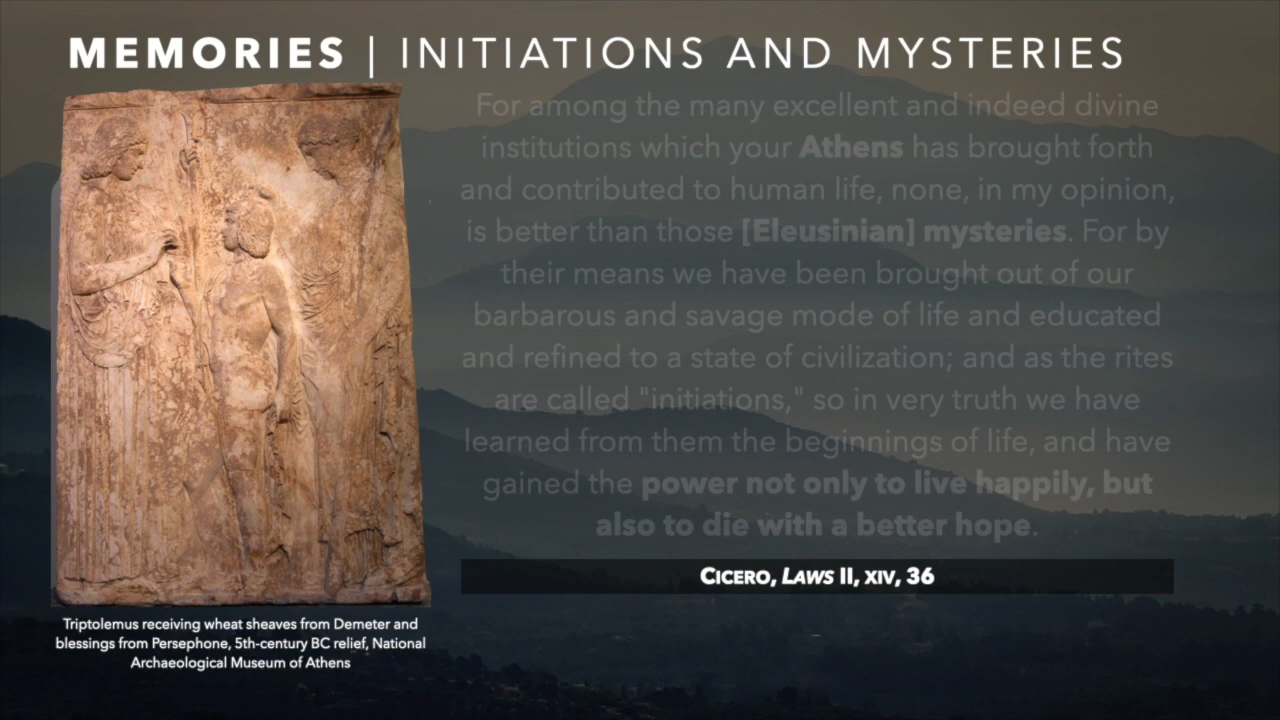 MEMORIES | INITIATIONS AND MYSTERIES
For among the many excellent and indeed divine
institutions which your Athens has brought forth
and contributed to human life, none, in my opinion,
is better than those [Eleusinian] mysteries. For by
their means we have been brought out of our
barbarous and savage mode of life and educated
and refined to a state of civilization; and as the rites
are called "initiations," so in very truth we have
learned from them the beginnings of life, and have
gained the power not only to live happily, but
also to die with a better hope.
CICERO, LAWS II, XIV, 36
Triptolemus receiving wheat sheaves from Demeter and
blessings from Persephone, 5th-century BC relief, National
Archaeological Museum of Athens